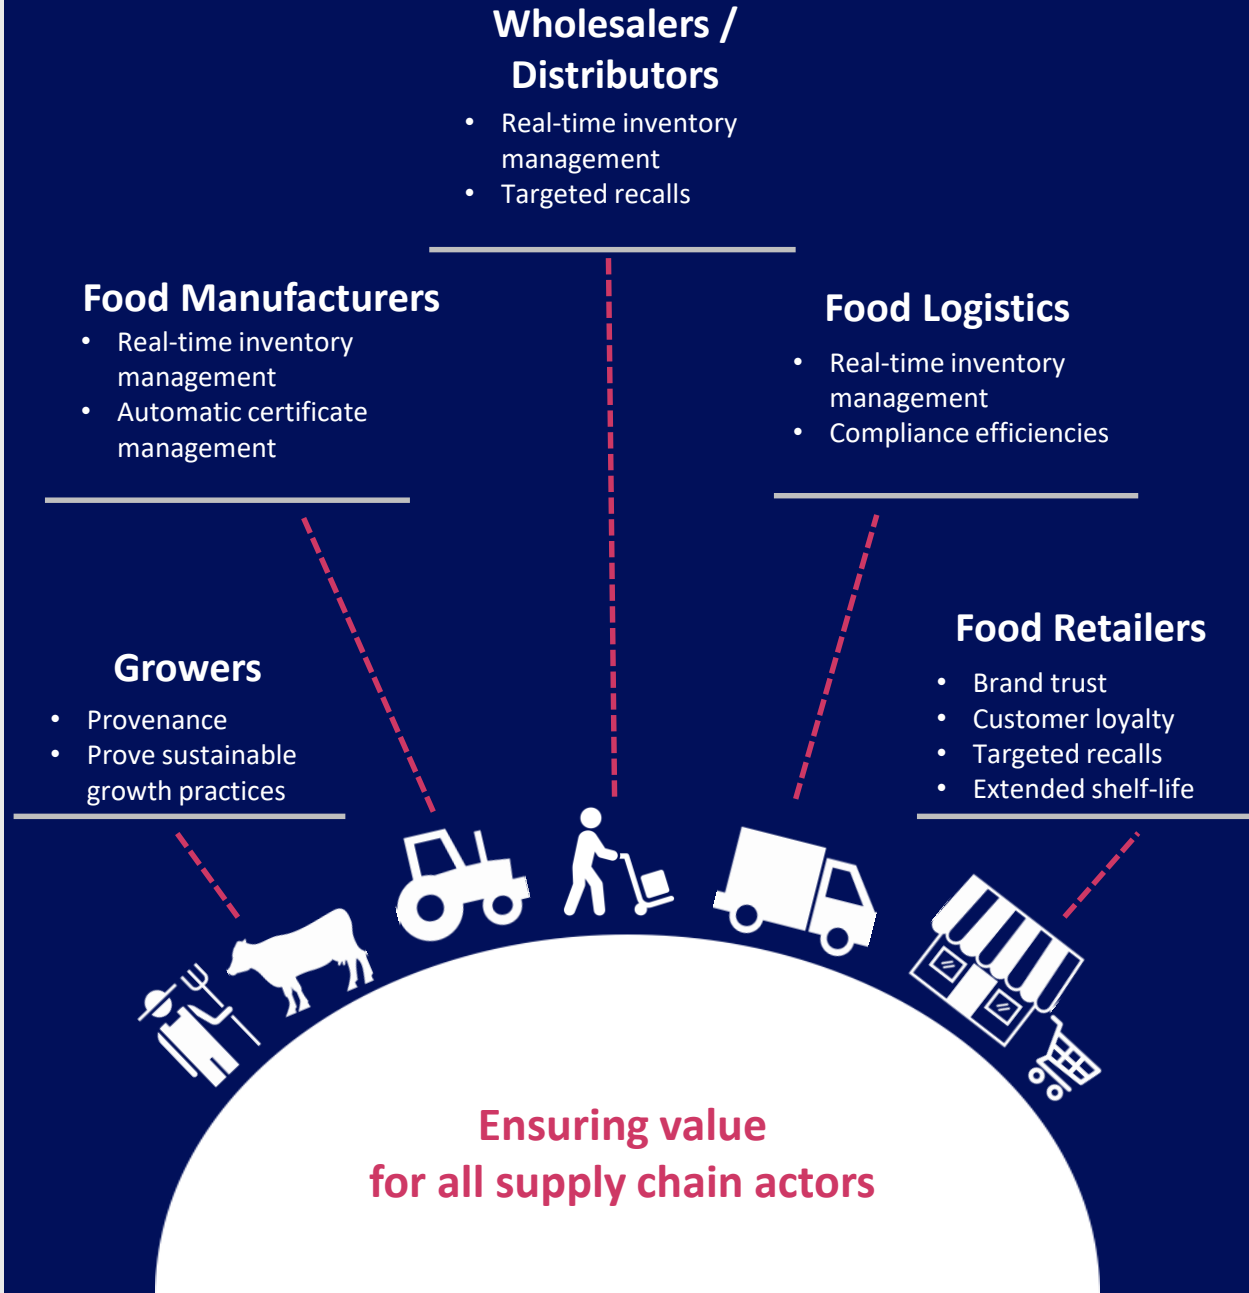 Wholesalers /
Distributors
• Real-time inventory
management
• Targeted recalls
Food Manufacturers
• Real-time inventory
management
• Automatic certificate
management
Food Logistics
• Real-time inventory
management
• Compliance efficiencies
Growers
• Provenance
• Prove sustainable
growth practices
Food Retailers
• Brand trust
• Customer loyalty
• Targeted recalls
• Extended shelf-life
Ensuring value
for all supply chain actors